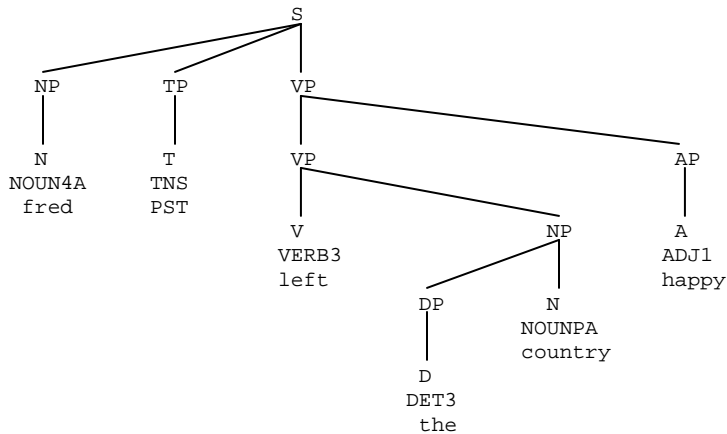 S
NP TP VP
N T VP AP
NOUN4A TNS
fred PST
V NP A
VERB3 ADJ1
left happy
DP N
NOUNPA
country
D
DET3
the